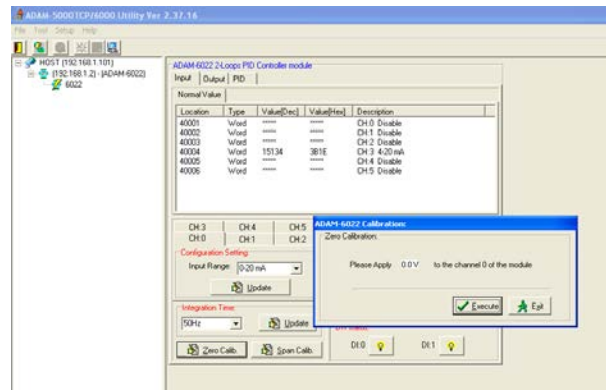 ADAM-5000TCP/6000 Utility Ver 2.37.16
File Tool Setup Help
HOST (192.168.1.101)
(192.168.1.2) - (ADAM-6022)
6022
ADAM-6022 2-Loops PID Controller module
Input Output PID
Normal Value
Location Type Value[Dec] Value[Hex] Description
40001 Word ***** ***** CH:0 Disable
40002 Word ***** ***** CH:1 Disable
40003 Word ***** ***** CH:2 Disable
40004 Word 15134 3B1E CH:3 4-20 mA
40005 Word ***** ***** CH:4 Disable
40006 Word ***** ***** CH:5 Disable
CH:3 CH:4 CH:5
CH:0 CH:1 CH:2
Configuration Setting:
Input Range: 0-20 mA
Update
Integration Time:
50Hz Update
Zero Calib. Span Calib.
DI:0 DI:1
ADAM-6022 Calibration:
Zero Calibration:
Please Apply 0.0 V to the channel 0 of the module
Execute Exit